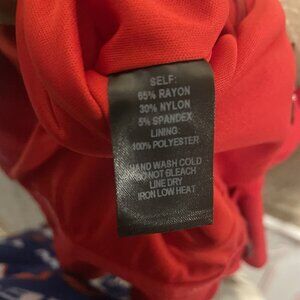 SELF:
65% RAYON
30% NYLON
5% SPANDEX
LINING:
100% POLYESTER
HAND WASH COLD
DO NOT BLEACH
LINE DRY
IRON LOW HEAT